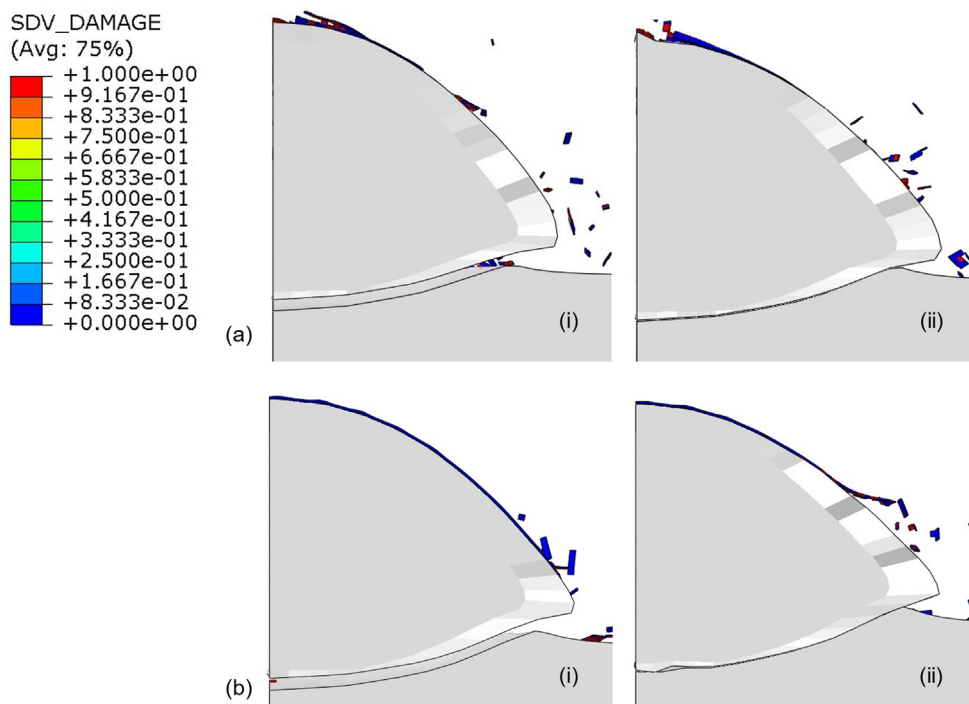 SDV_DAMAGE
(Avg: 75%)
+1.000e+00
+9.167e-01
+8.333e-01
+7.500e-01
+6.667e-01
+5.833e-01
+5.000e-01
+4.167e-01
+3.333e-01
+2.500e-01
+1.667e-01
+8.333e-02
+0.000e+00
(a)
(i)
(ii)
(b)
(i)
(ii)